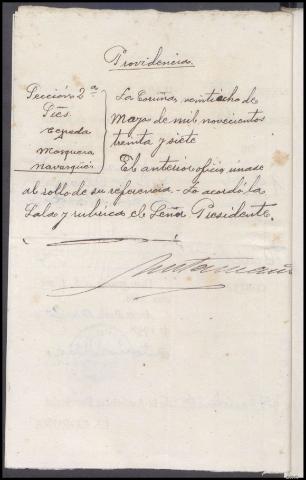 Providencia
Sección 2ª
Sres.
Cepeda
Mosquera
Navarqués
La Coruña veintiocho de
Mayo de mil novecientos
treinta y siete
El anterior oficio únase
al rollo de su referencia.- Lo acordó la
Sala y rubrica el Señor Presidente.